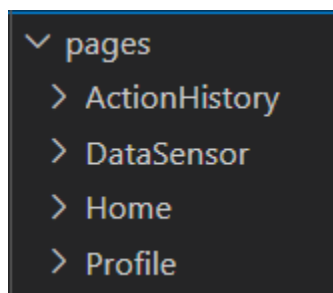 pages
ActionHistory
DataSensor
Home
Profile